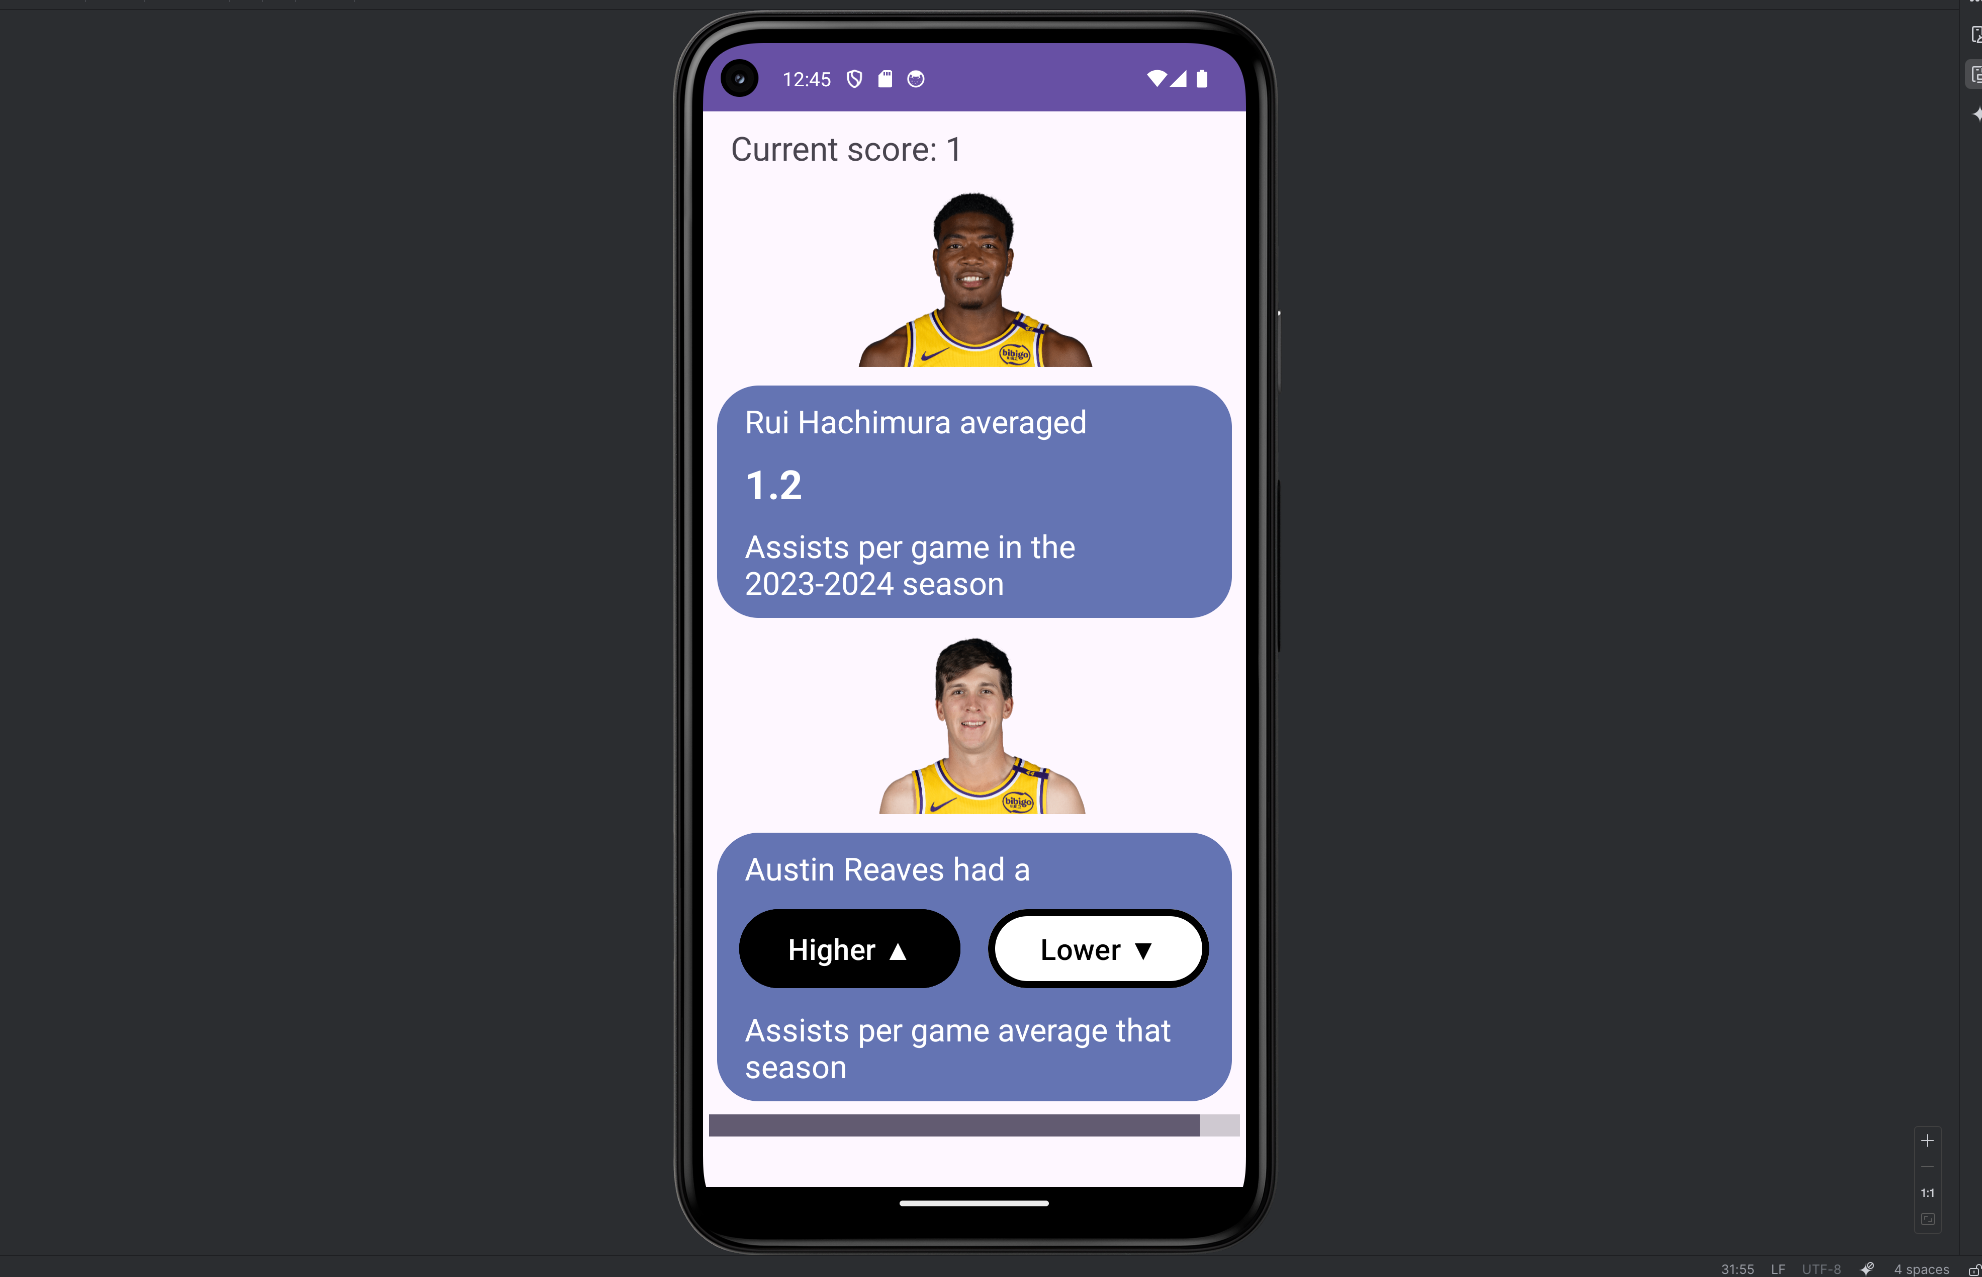 12:45
Current score: 1
bibigo
Rui Hachimura averaged
1.2
Assists per game in the
2023-2024 season
bibigo
Austin Reaves had a
Higher ▲
Lower ▼
Assists per game average that
season
1:1
31:55 LF UTF-8 4 spaces